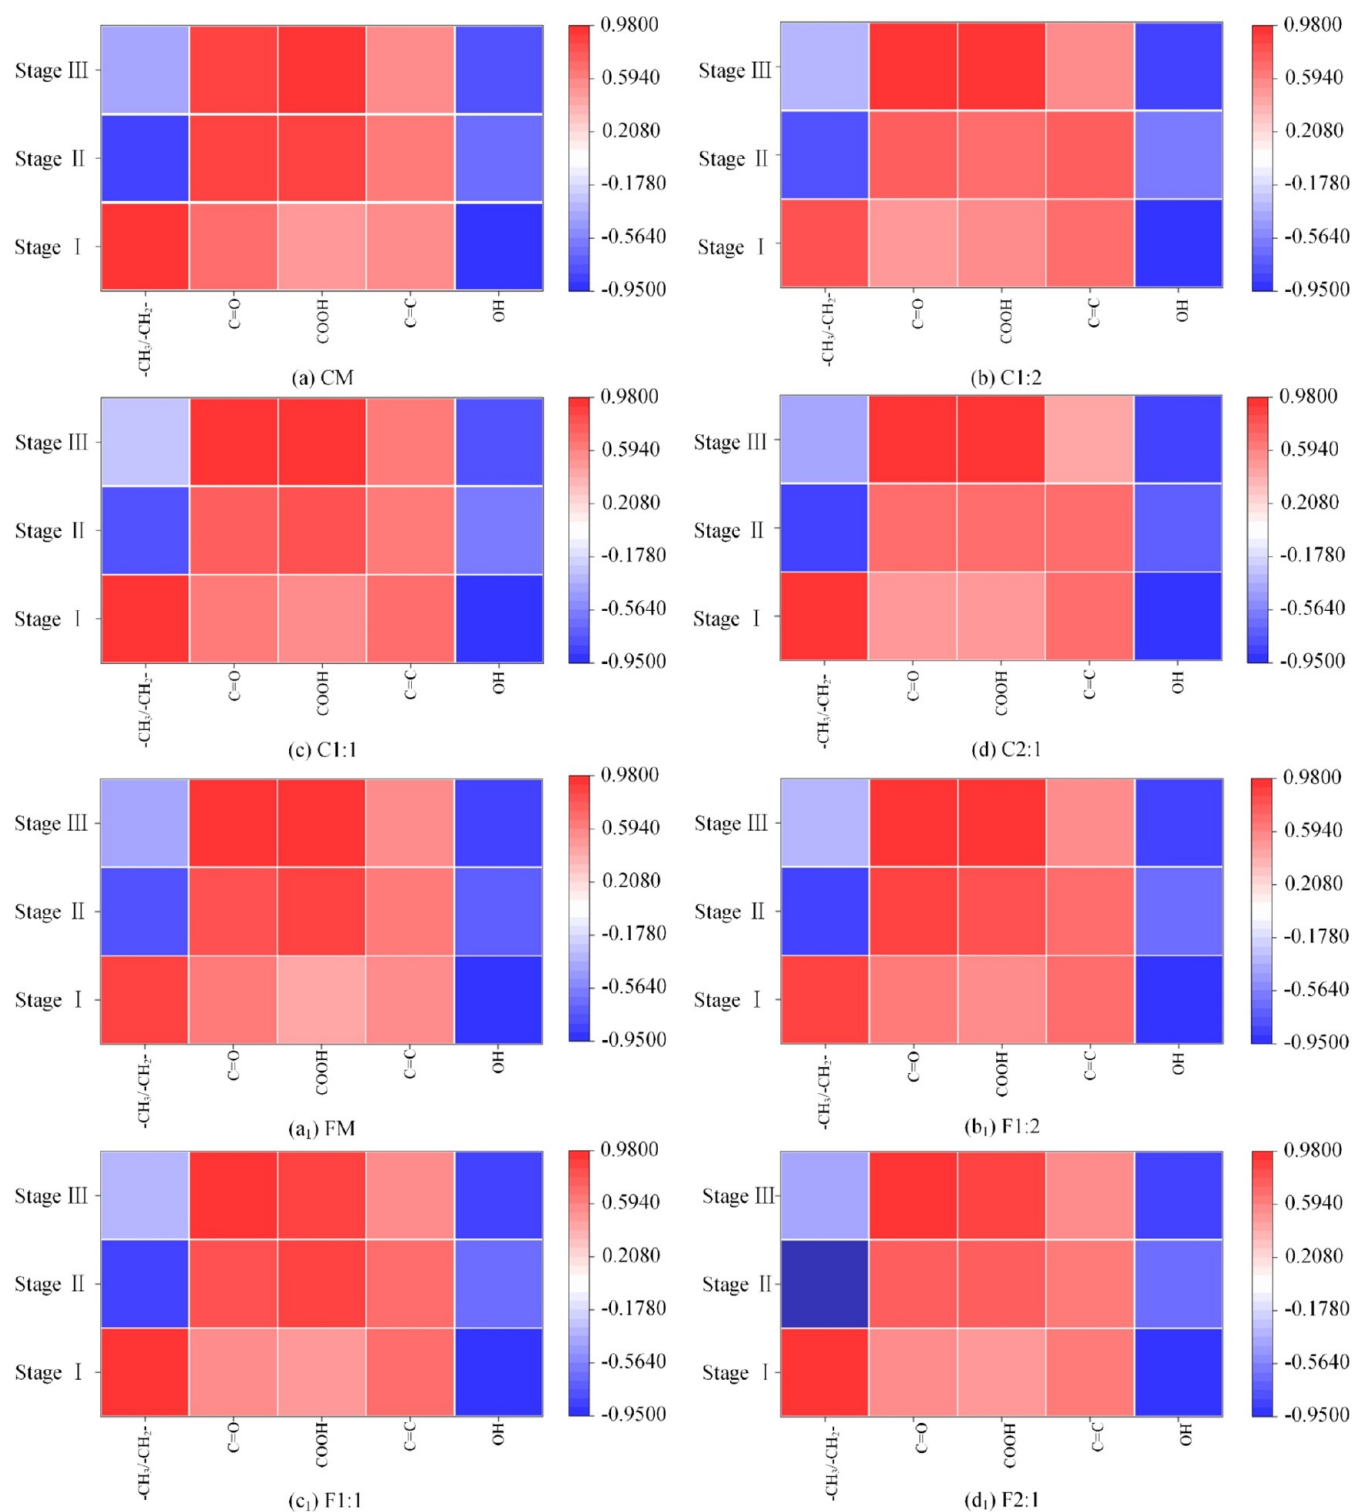 0.9800
0.5940
0.2080
-0.1780
-0.5640
-0.9500
Stage III
Stage II
Stage I
-CH₃/-CH₂-
C=O
COOH
C=C
OH
(a) CM
0.9800
0.5940
0.2080
-0.1780
-0.5640
-0.9500
Stage III
Stage II
Stage I
-CH₃/-CH₂-
C=O
COOH
C=C
OH
(b) C1:2
0.9800
0.5940
0.2080
-0.1780
-0.5640
-0.9500
Stage III
Stage II
Stage I
-CH₃/-CH₂-
C=O
COOH
C=C
OH
(c) C1:1
0.9800
0.5940
0.2080
-0.1780
-0.5640
-0.9500
Stage III
Stage II
Stage I
-CH₃/-CH₂-
C=O
COOH
C=C
OH
(d) C2:1
0.9800
0.5940
0.2080
-0.1780
-0.5640
-0.9500
Stage III
Stage II
Stage I
-CH₃/-CH₂-
C=O
COOH
C=C
OH
(a₁) FM
0.9800
0.5940
0.2080
-0.1780
-0.5640
-0.9500
Stage III
Stage II
Stage I
-CH₃/-CH₂-
C=O
COOH
C=C
OH
(b₁) F1:2
0.9800
0.5940
0.2080
-0.1780
-0.5640
-0.9500
Stage III
Stage II
Stage I
-CH₃/-CH₂-
C=O
COOH
C=C
OH
(c₁) F1:1
0.9800
0.5940
0.2080
-0.1780
-0.5640
-0.9500
Stage III
Stage II
Stage I
-CH₃/-CH₂-
C=O
COOH
C=C
OH
(d₁) F2:1